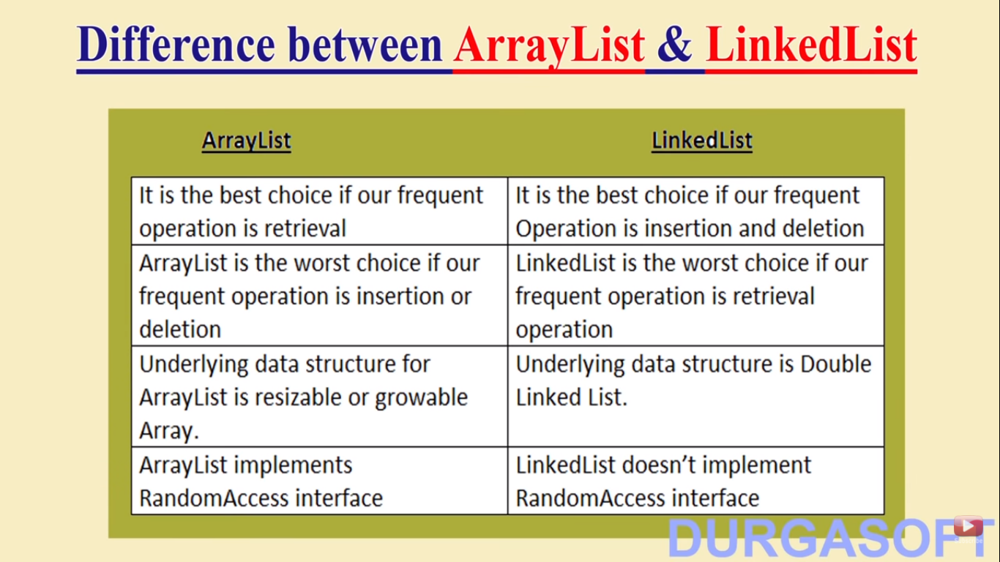 Difference between ArrayList & LinkedList
ArrayList
LinkedList
It is the best choice if our frequent
operation is retrieval
It is the best choice if our frequent
Operation is insertion and deletion
ArrayList is the worst choice if our
frequent operation is insertion or
deletion
LinkedList is the worst choice if our
frequent operation is retrieval
operation
Underlying data structure for
ArrayList is resizable or growable
Array.
Underlying data structure is Double
Linked List.
ArrayList implements
RandomAccess interface
LinkedList doesn't implement
RandomAccess interface
DURGASOFT